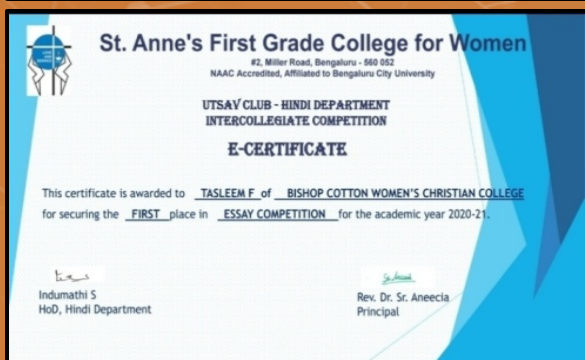 St. Anne's First Grade College for Women
#2, Miller Road, Bengaluru - 560 052
NAAC Accredited, Affiliated to Bengaluru City University
UTSAV CLUB - HINDI DEPARTMENT
INTERCOLLEGIATE COMPETITION
E-CERTIFICATE
This certificate is awarded to TASLEEM F of BISHOP COTTON WOMEN'S CHRISTIAN COLLEGE
for securing the FIRST place in ESSAY COMPETITION for the academic year 2020-21.
Indumathi S
HoD, Hindi Department
Rev. Dr. Sr. Aneecia
Principal